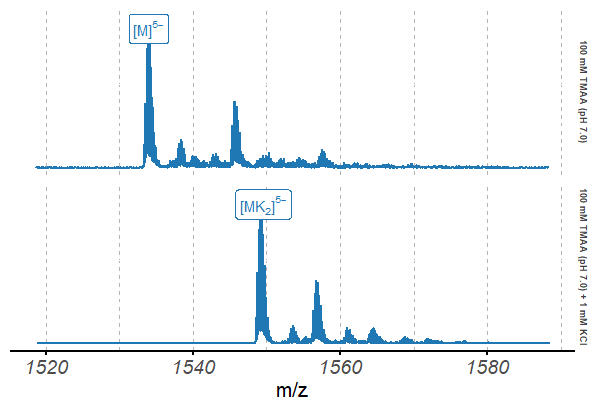 [M]⁵⁻
100 mM TMAA (pH 7.0)
[MK₂]⁵⁻
100 mM TMAA (pH 7.0) + 1 mM KCl
1520 1540 1560 1580
m/z